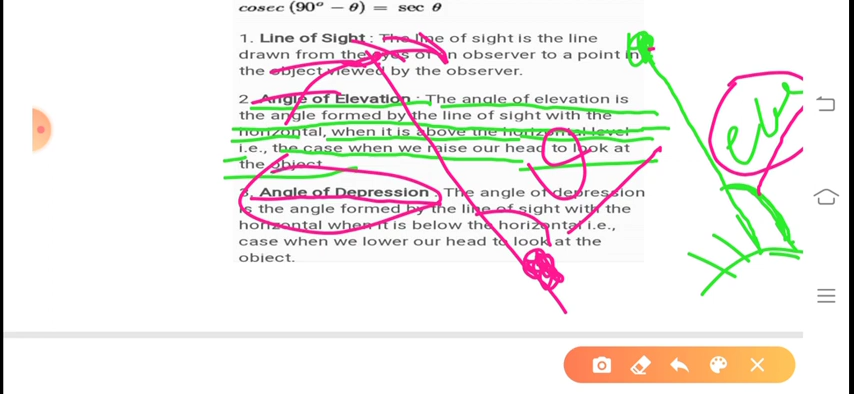 cosec (90° − θ) = sec θ
1. Line of Sight : The line of sight is the line
drawn from the eyes of an observer to a point in
the object viewed by the observer.
2. Angle of Elevation : The angle of elevation is
the angle formed by the line of sight with the
horizontal, when it is above the horizontal level
i.e., the case when we raise our head to look at
the object.
3. Angle of Depression : The angle of depression
is the angle formed by the line of sight with the
horizontal when it is below the horizontal i.e.,
case when we lower our head to look at the
object.